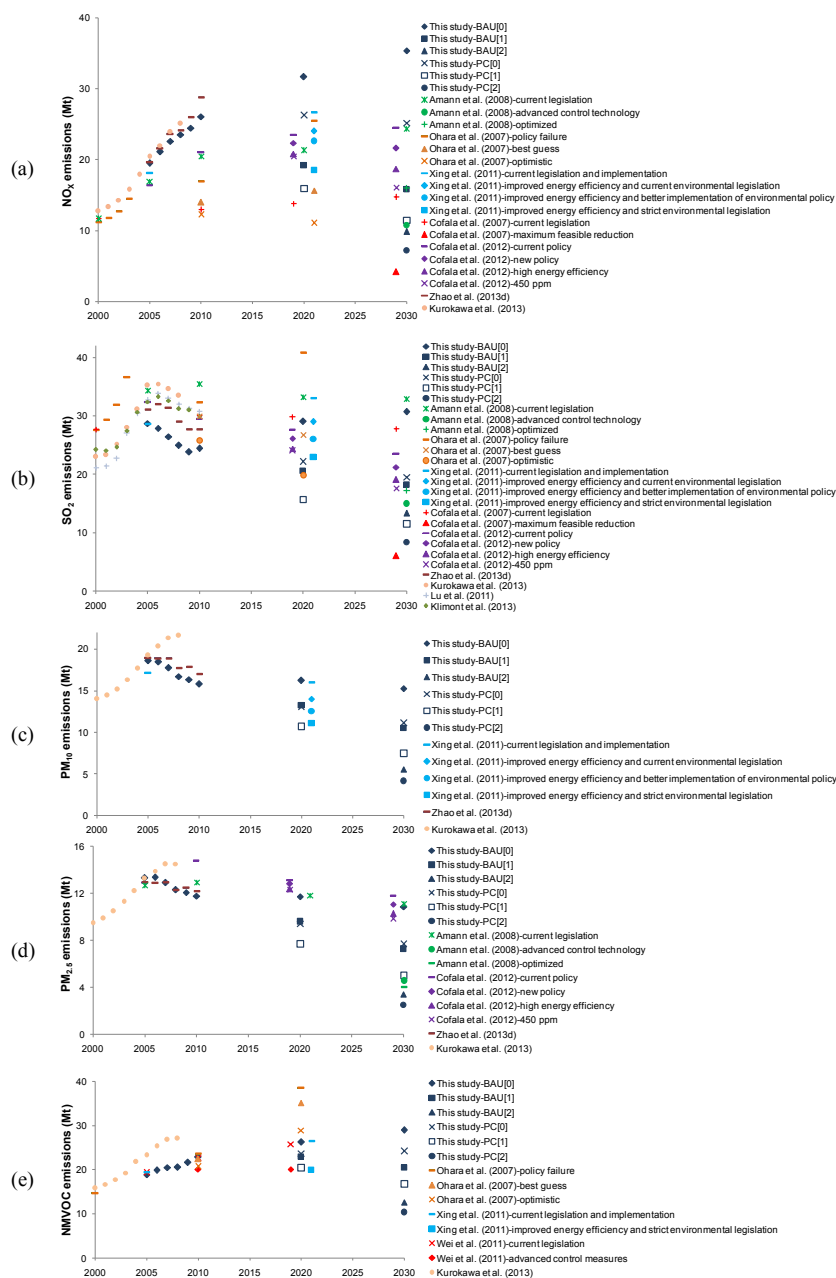 (a)
NOX emissions (Mt)
40
30
20
10
0
2000 2005 2010 2015 2020 2025 2030
This study-BAU[0]
This study-BAU[1]
This study-BAU[2]
This study-PC[0]
This study-PC[1]
This study-PC[2]
Amann et al. (2008)-current legislation
Amann et al. (2008)-advanced control technology
Amann et al. (2008)-optimized
Ohara et al. (2007)-policy failure
Ohara et al. (2007)-best guess
Ohara et al. (2007)-optimistic
Xing et al. (2011)-current legislation and implementation
Xing et al. (2011)-improved energy efficiency and current environmental legislation
Xing et al. (2011)-improved energy efficiency and better implementation of environmental policy
Xing et al. (2011)-improved energy efficiency and strict environmental legislation
Cofala et al. (2007)-current legislation
Cofala et al. (2007)-maximum feasible reduction
Cofala et al. (2012)-current policy
Cofala et al. (2012)-new policy
Cofala et al. (2012)-high energy efficiency
Cofala et al. (2012)-450 ppm
Zhao et al. (2013d)
Kurokawa et al. (2013)
(b)
SO2 emissions (Mt)
50
40
30
20
10
0
2000 2005 2010 2015 2020 2025 2030
This study-BAU[0]
This study-BAU[1]
This study-BAU[2]
This study-PC[0]
This study-PC[1]
This study-PC[2]
Amann et al. (2008)-current legislation
Amann et al. (2008)-advanced control technology
Amann et al. (2008)-optimized
Ohara et al. (2007)-policy failure
Ohara et al. (2007)-best guess
Ohara et al. (2007)-optimistic
Xing et al. (2011)-current legislation and implementation
Xing et al. (2011)-improved energy efficiency and current environmental legislation
Xing et al. (2011)-improved energy efficiency and better implementation of environmental policy
Xing et al. (2011)-improved energy efficiency and strict environmental legislation
Cofala et al. (2007)-current legislation
Cofala et al. (2007)-maximum feasible reduction
Cofala et al. (2012)-current policy
Cofala et al. (2012)-new policy
Cofala et al. (2012)-high energy efficiency
Cofala et al. (2012)-450 ppm
Zhao et al. (2013d)
Kurokawa et al. (2013)
Lu et al. (2011)
Klimont et al. (2013)
(c)
PM10 emissions (Mt)
20
15
10
5
0
2000 2005 2010 2015 2020 2025 2030
This study-BAU[0]
This study-BAU[1]
This study-BAU[2]
This study-PC[0]
This study-PC[1]
This study-PC[2]
Xing et al. (2011)-current legislation and implementation
Xing et al. (2011)-improved energy efficiency and current environmental legislation
Xing et al. (2011)-improved energy efficiency and better implementation of environmental policy
Xing et al. (2011)-improved energy efficiency and strict environmental legislation
Zhao et al. (2013d)
Kurokawa et al. (2013)
(d)
PM2.5 emissions (Mt)
16
12
8
4
0
2000 2005 2010 2015 2020 2025 2030
This study-BAU[0]
This study-BAU[1]
This study-BAU[2]
This study-PC[0]
This study-PC[1]
This study-PC[2]
Amann et al. (2008)-current legislation
Amann et al. (2008)-advanced control technology
Amann et al. (2008)-optimized
Cofala et al. (2012)-current policy
Cofala et al. (2012)-new policy
Cofala et al. (2012)-high energy efficiency
Cofala et al. (2012)-450 ppm
Zhao et al. (2013d)
Kurokawa et al. (2013)
(e)
NMVOC emissions (Mt)
40
30
20
10
0
2000 2005 2010 2015 2020 2025 2030
This study-BAU[0]
This study-BAU[1]
This study-BAU[2]
This study-PC[0]
This study-PC[1]
This study-PC[2]
Ohara et al. (2007)-policy failure
Ohara et al. (2007)-best guess
Ohara et al. (2007)-optimistic
Xing et al. (2011)-current legislation and implementation
Xing et al. (2011)-improved energy efficiency and strict environmental legislation
Wei et al. (2011)-current legislation
Wei et al. (2011)-advanced control measures
Kurokawa et al. (2013)